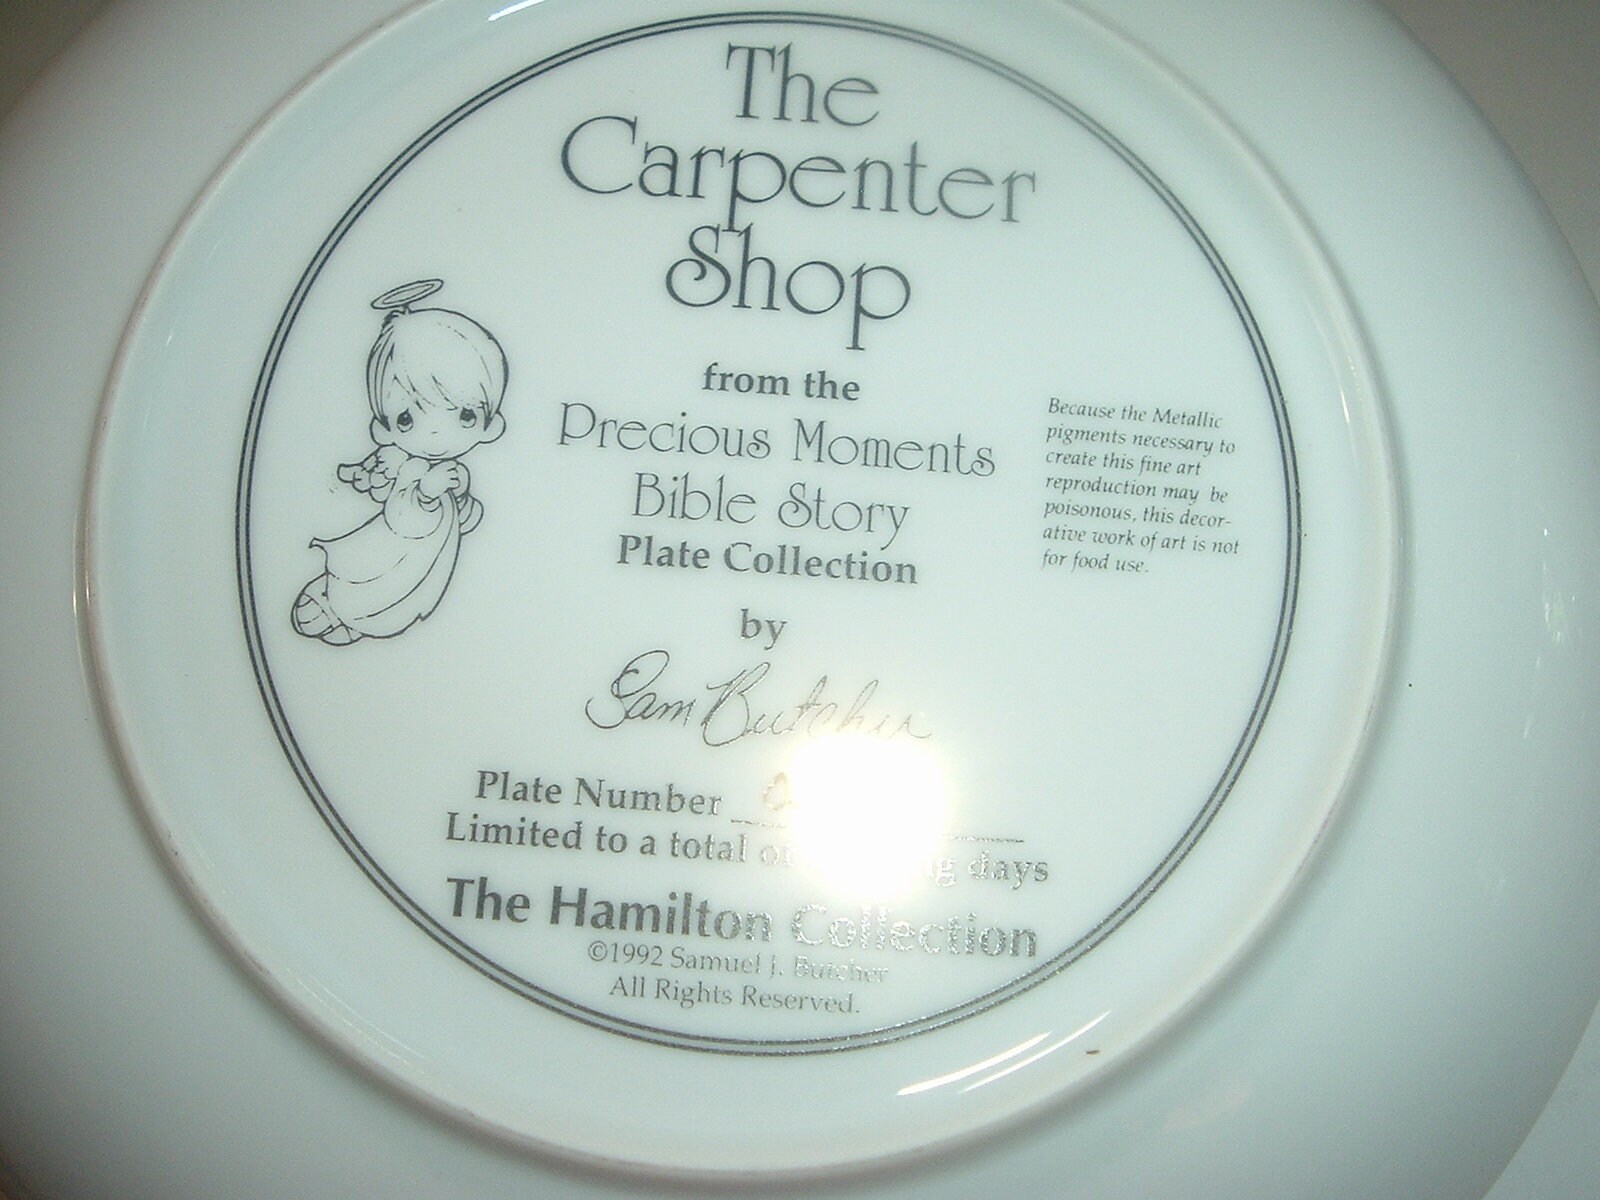 The
Carpenter
Shop
from the
Precious Moments
Bible Story
Plate Collection
by
Sam Butcher
Plate Number
Limited to a total days
The Hamilton Collection
©1992 Samuel J. Butcher
All Rights Reserved.
Because the Metallic
pigments necessary to
create this fine art
reproduction may be
poisonous, this decor-
ative work of art is not
for food use.